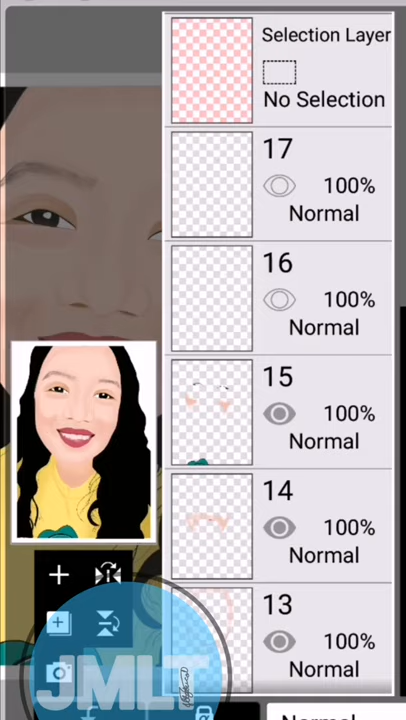 Selection Layer
No Selection
17
100%
Normal
16
100%
Normal
15
100%
Normal
14
100%
Normal
13
100%
Normal
JMLT
Normal